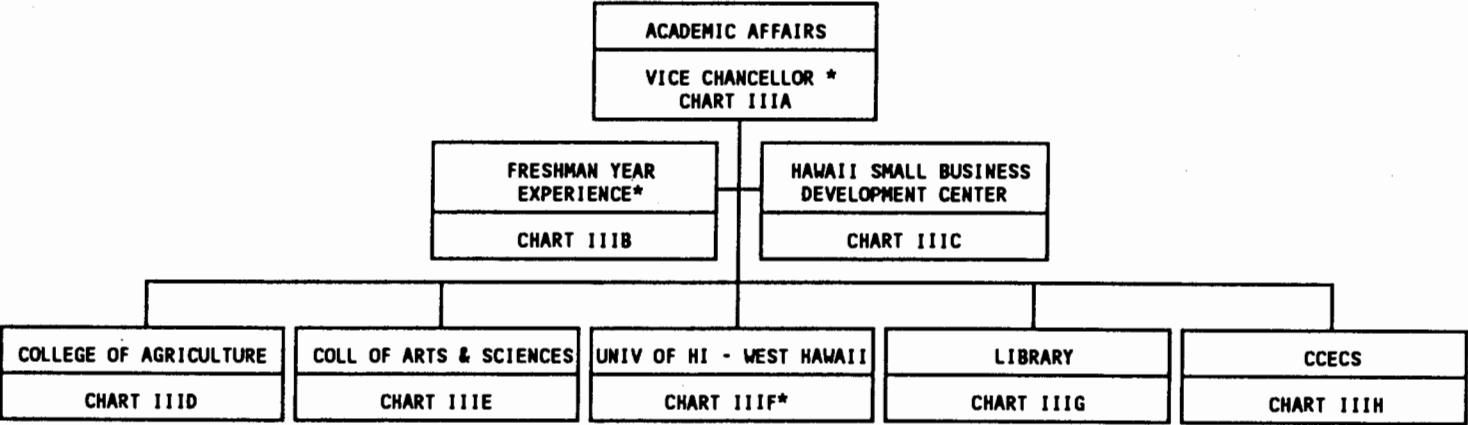 ACADEMIC AFFAIRS
VICE CHANCELLOR *
CHART IIIA
FRESHMAN YEAR
EXPERIENCE*
CHART IIIB
HAWAII SMALL BUSINESS
DEVELOPMENT CENTER
CHART IIIC
COLLEGE OF AGRICULTURE
CHART IIID
COLL OF ARTS & SCIENCES
CHART IIIE
UNIV OF HI - WEST HAWAII
CHART IIIF*
LIBRARY
CHART IIIG
CCECS
CHART IIIH